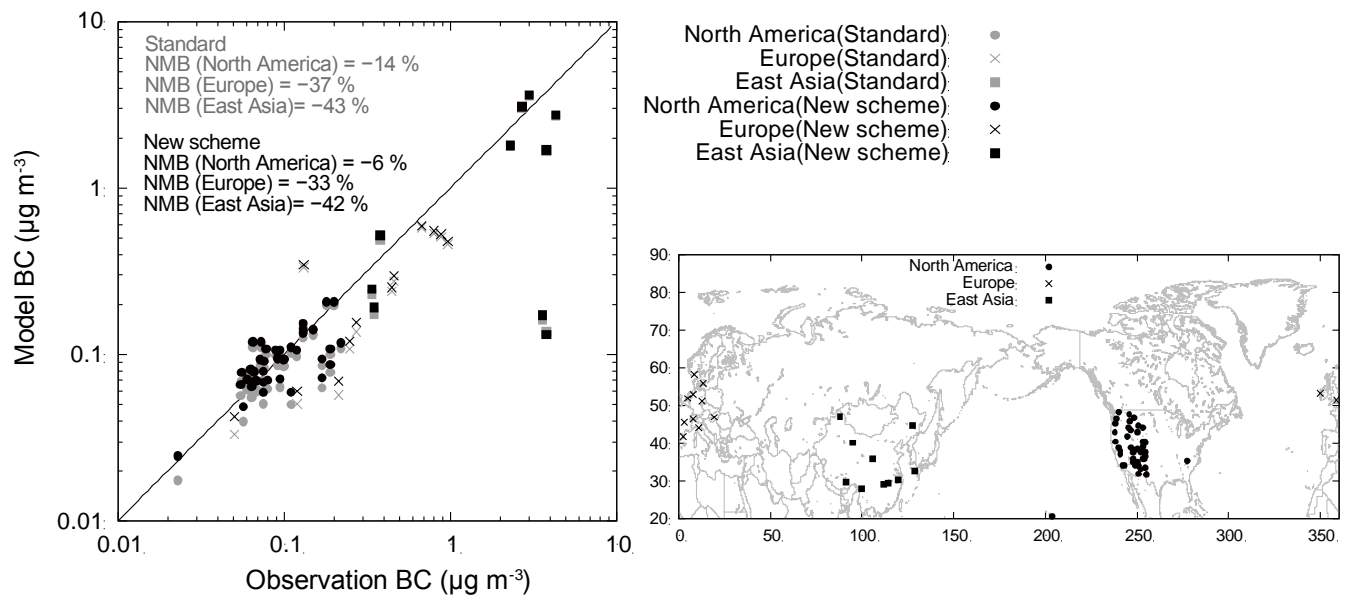 10
1
0.1
0.01
Model BC (μg m-3)
Standard
NMB (North America) = −14 %
NMB (Europe) = −37 %
NMB (East Asia)= −43 %
New scheme
NMB (North America) = −6 %
NMB (Europe) = −33 %
NMB (East Asia)= −42 %
0.01 0.1 1 10
Observation BC (μg m-3)
North America(Standard)
Europe(Standard)
East Asia(Standard)
North America(New scheme)
Europe(New scheme)
East Asia(New scheme)
North America
Europe
East Asia
90
80
70
60
50
40
30
20
0 50 100 150 200 250 300 350